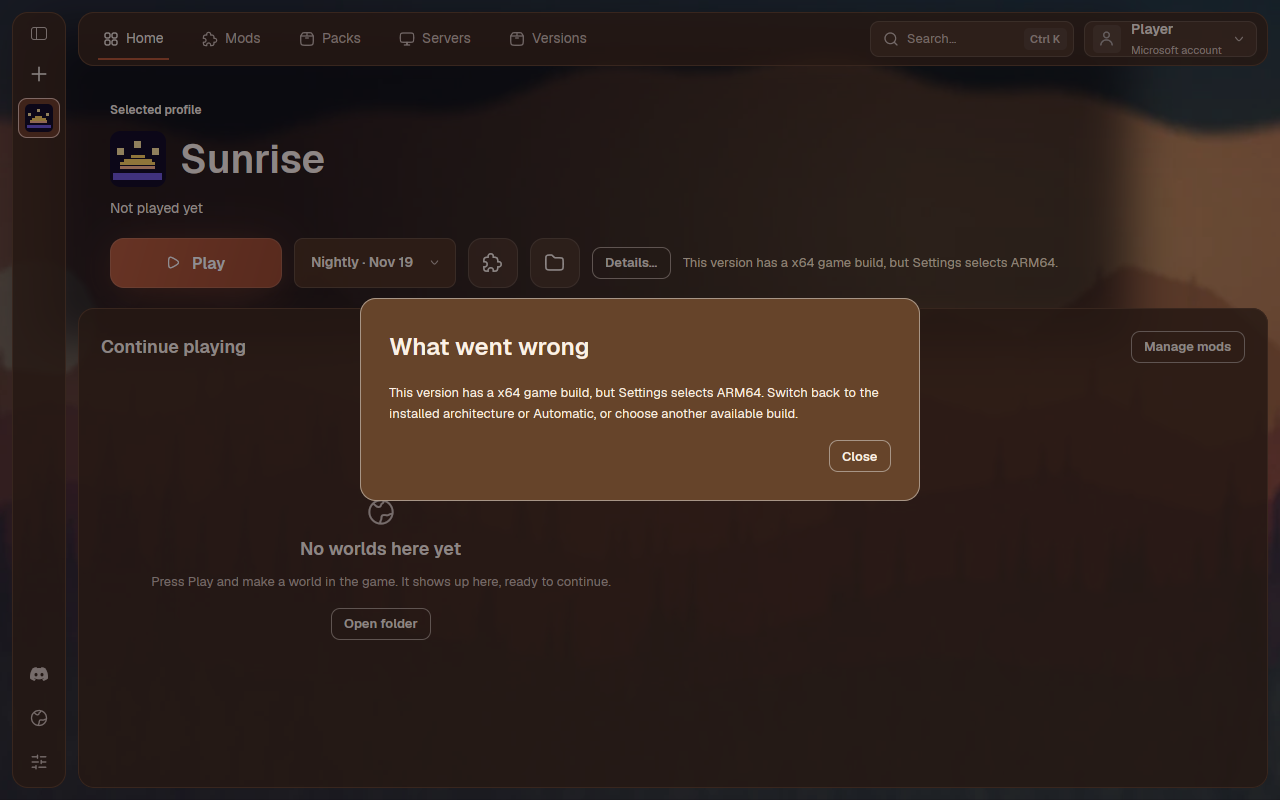 Home
Mods
Packs
Servers
Versions
Search...
Ctrl K
Player
Microsoft account
Selected profile
Sunrise
Not played yet
Play
Nightly · Nov 19
Details...
This version has a x64 game build, but Settings selects ARM64.
Continue playing
Manage mods
What went wrong
This version has a x64 game build, but Settings selects ARM64. Switch back to the
installed architecture or Automatic, or choose another available build.
Close
No worlds here yet
Press Play and make a world in the game. It shows up here, ready to continue.
Open folder